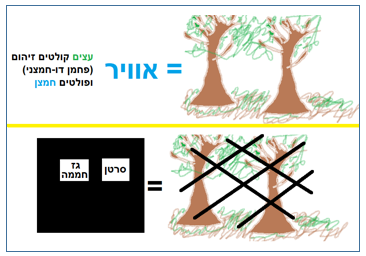 עצים קולטים זיהום
(פחמן דו-חמצני)
ופולטים חמצן
אוויר =
גז
חממה
סרטן
=